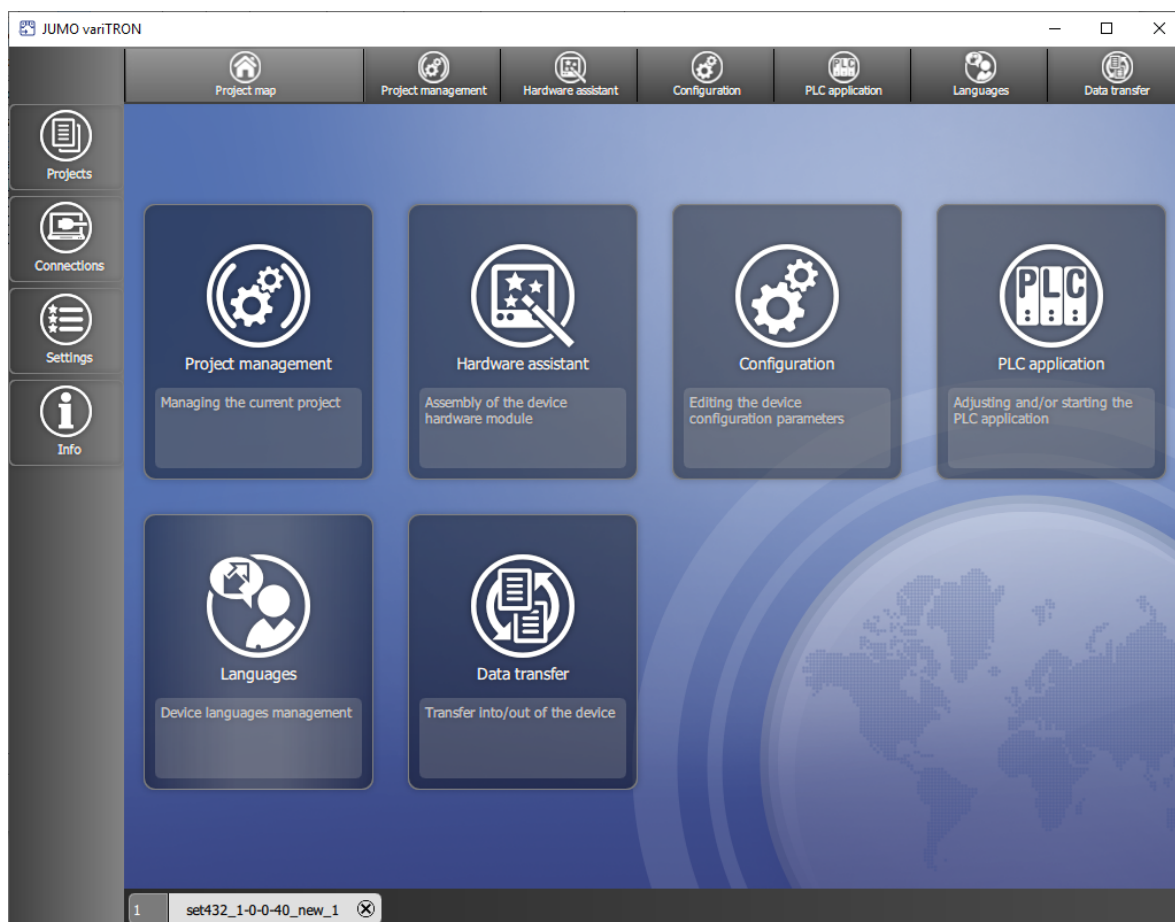 JUMO variTRON
Project map
Project management
Hardware assistant
Configuration
PLC
PLC application
Languages
Data transfer
Projects
Connections
Settings
Info
Project management
Managing the current project
Hardware assistant
Assembly of the device
hardware module
Configuration
Editing the device
configuration parameters
PLC
PLC application
Adjusting and/or starting the
PLC application
Languages
Device languages management
Data transfer
Transfer into/out of the device
1
set432_1-0-0-40_new_1